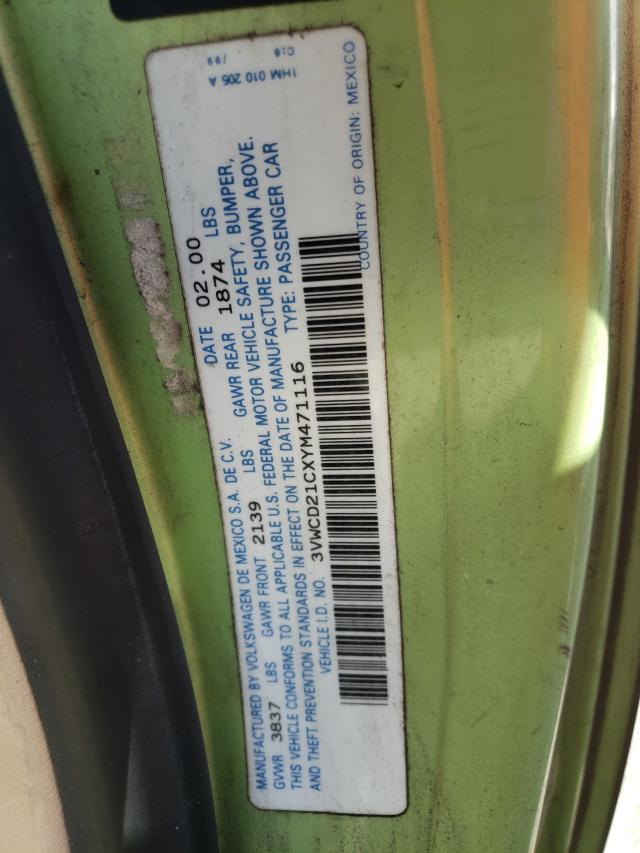 MANUFACTURED BY VOLKSWAGEN DE MEXICO S.A. DE C.V. DATE 02.00
GVWR 3837 LBS GAWR FRONT 2139 LBS GAWR REAR 1874 LBS
THIS VEHICLE CONFORMS TO ALL APPLICABLE U.S. FEDERAL MOTOR VEHICLE SAFETY, BUMPER,
AND THEFT PREVENTION STANDARDS IN EFFECT ON THE DATE OF MANUFACTURE SHOWN ABOVE.
VEHICLE I.D. NO. 3VWCD21CXYM471116 TYPE: PASSENGER CAR
COUNTRY OF ORIGIN: MEXICO
/99
C:6
1HM 010 205 A